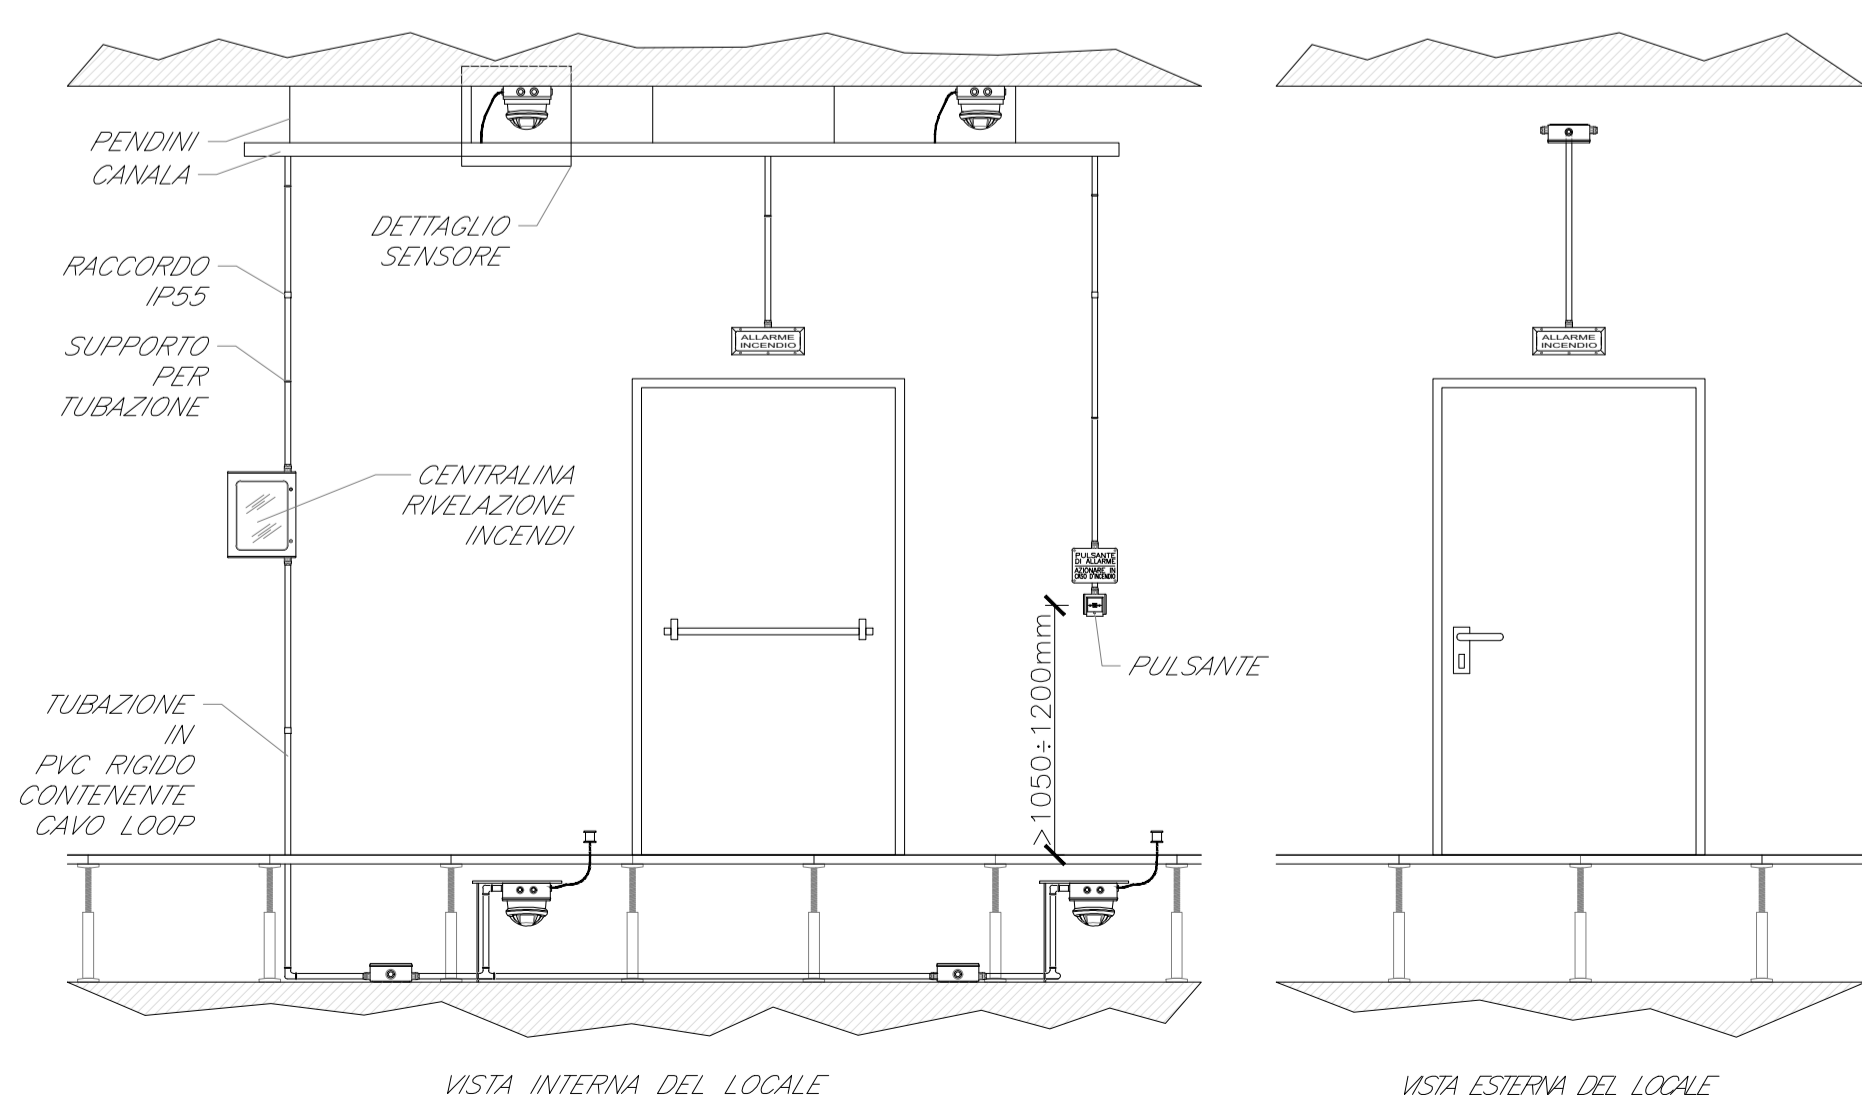 PENDINI
CANALA
DETTAGLIO
SENSORE
RACCORDO
IP55
SUPPORTO
PER
TUBAZIONE
ALLARME
INCENDIO
ALLARME
INCENDIO
CENTRALINA
RIVELAZIONE
INCENDI
PULSANTE
DI ALLARME
AZIONARE IN
CASO D'INCENDIO
>1050÷1200mm
PULSANTE
TUBAZIONE
IN
PVC RIGIDO
CONTENENTE
CAVO LOOP
VISTA INTERNA DEL LOCALE
VISTA ESTERNA DEL LOCALE